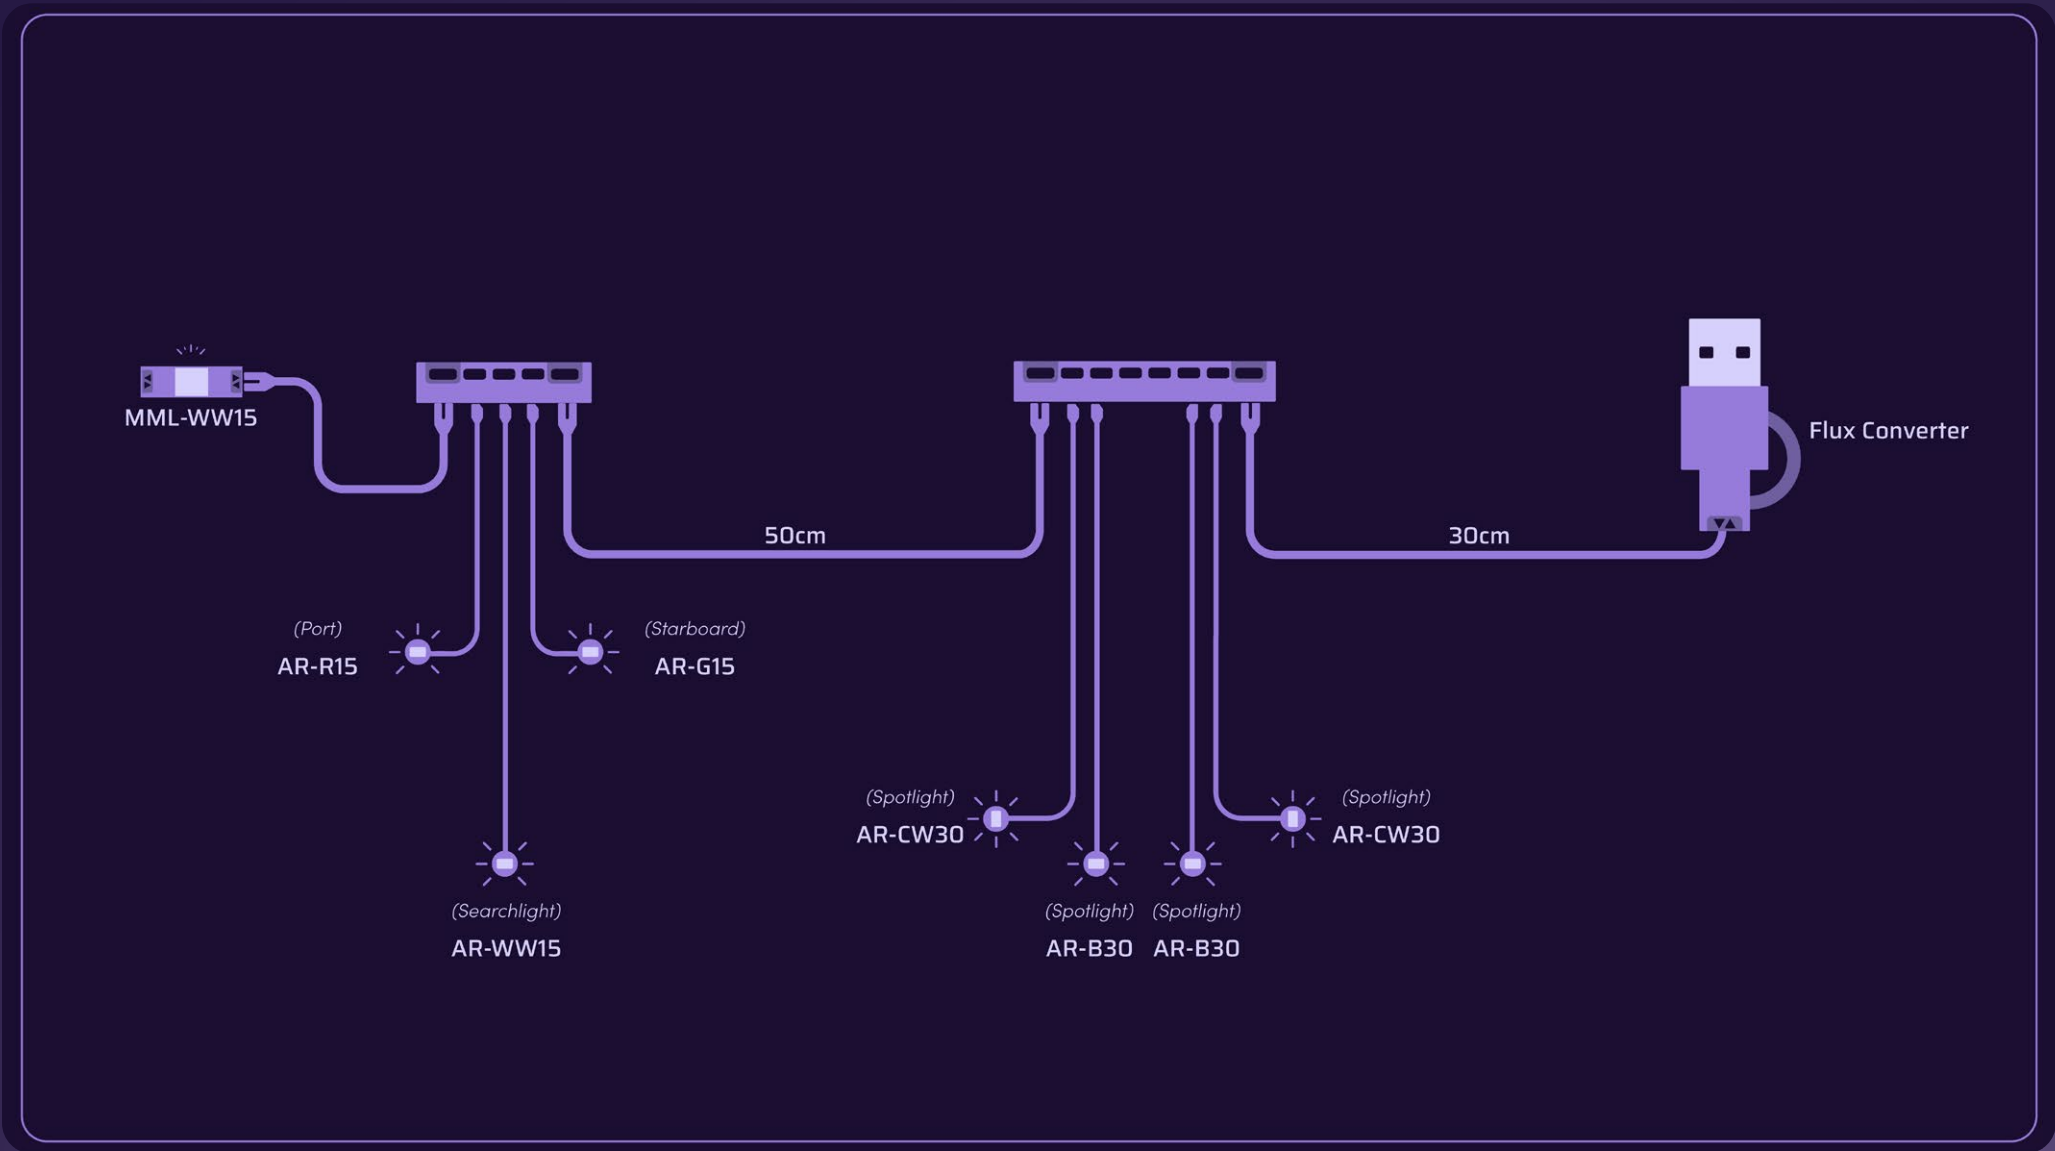 MML-WW15
Flux Converter
50cm
30cm
(Port)
AR-R15
(Starboard)
AR-G15
(Spotlight)
AR-CW30
(Spotlight)
AR-CW30
(Searchlight)
AR-WW15
(Spotlight)
AR-B30
(Spotlight)
AR-B30